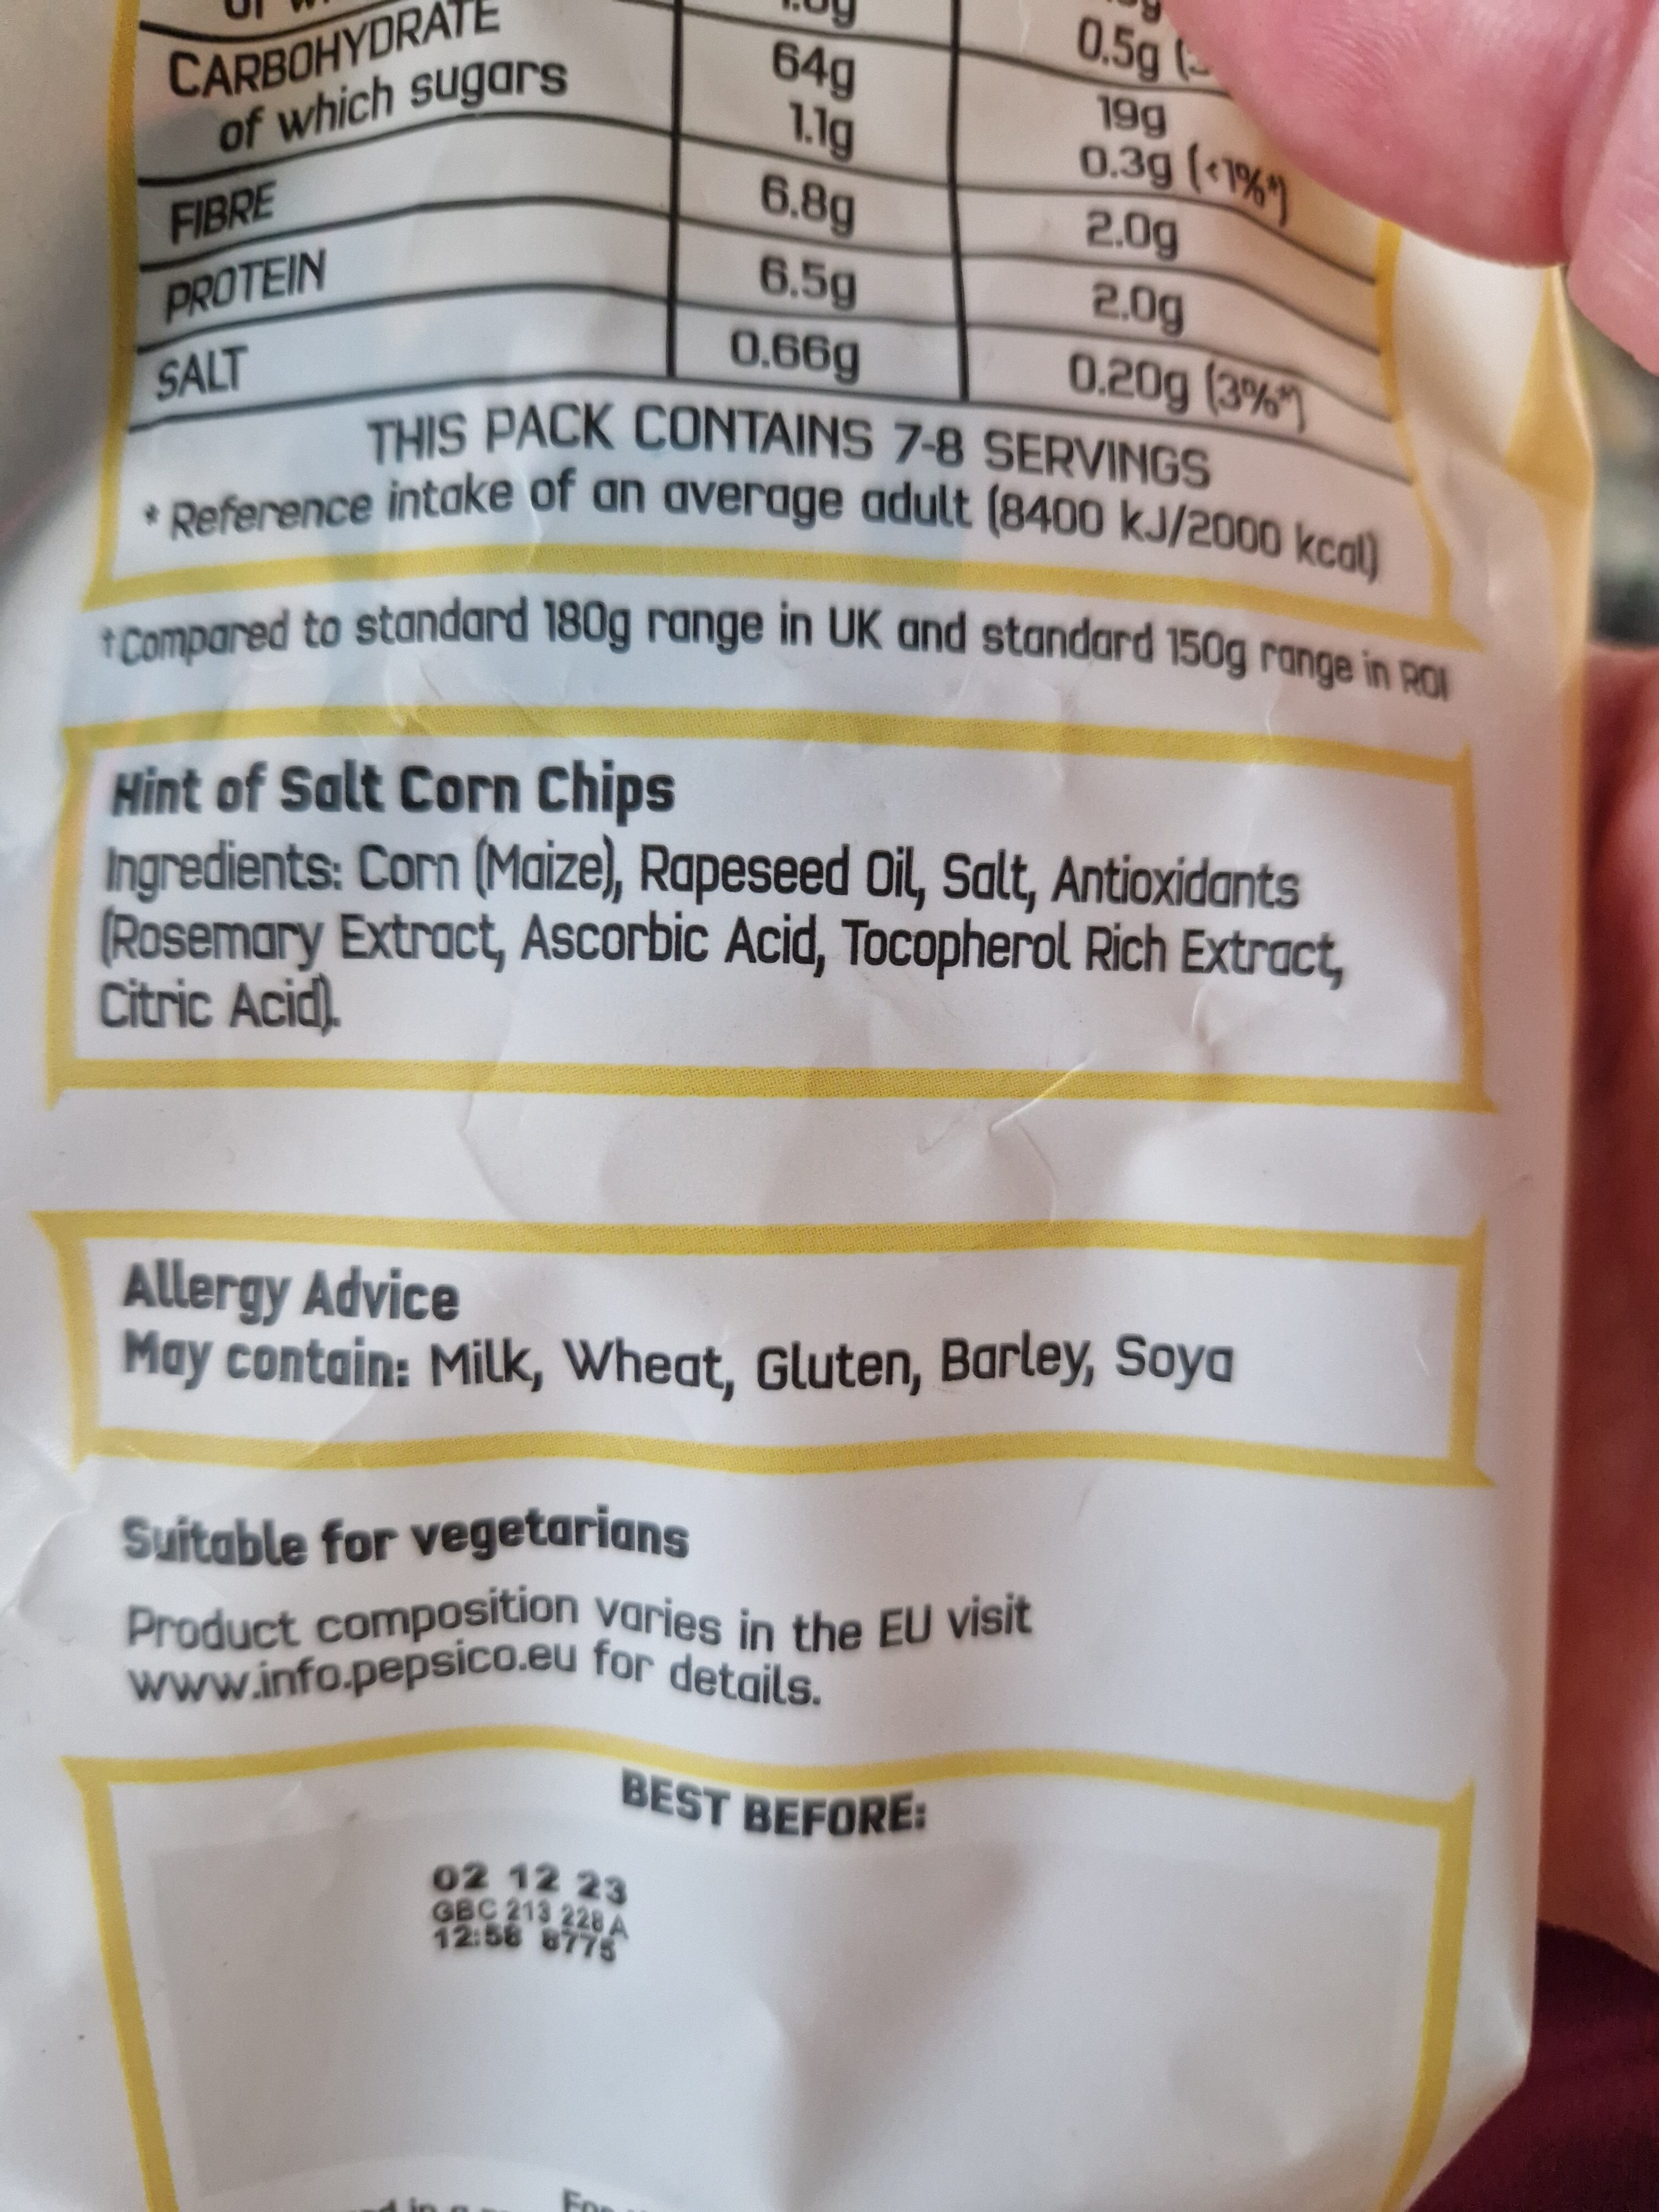 CARBOHYDRATE 64g 19g
of which sugars 1.1g 0.3g (<1%*)
FIBRE 6.8g 2.0g
PROTEIN 6.5g 2.0g
SALT 0.66g 0.20g (3%*)
THIS PACK CONTAINS 7-8 SERVINGS
* Reference intake of an average adult (8400 kJ/2000 kcal)
†Compared to standard 180g range in UK and standard 150g range in ROI
Hint of Salt Corn Chips
Ingredients: Corn (Maize), Rapeseed Oil, Salt, Antioxidants
(Rosemary Extract, Ascorbic Acid, Tocopherol Rich Extract,
Citric Acid).
Allergy Advice
May contain: Milk, Wheat, Gluten, Barley, Soya
Suitable for vegetarians
Product composition varies in the EU visit
www.info.pepsico.eu for details.
BEST BEFORE:
02 12 23
GBC 213 228 A
12:58 8775